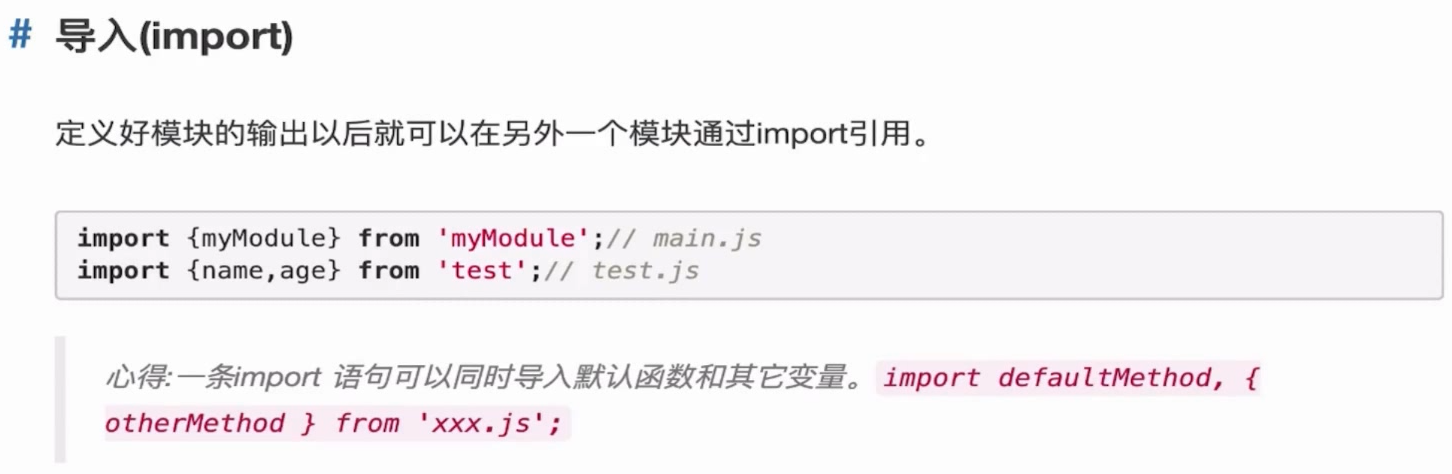 # 导入(import)
定义好模块的输出以后就可以在另外一个模块通过import引用。
import {myModule} from 'myModule';// main.js
import {name,age} from 'test';// test.js
心得:一条import 语句可以同时导入默认函数和其它变量。import defaultMethod, {
otherMethod } from 'xxx.js';